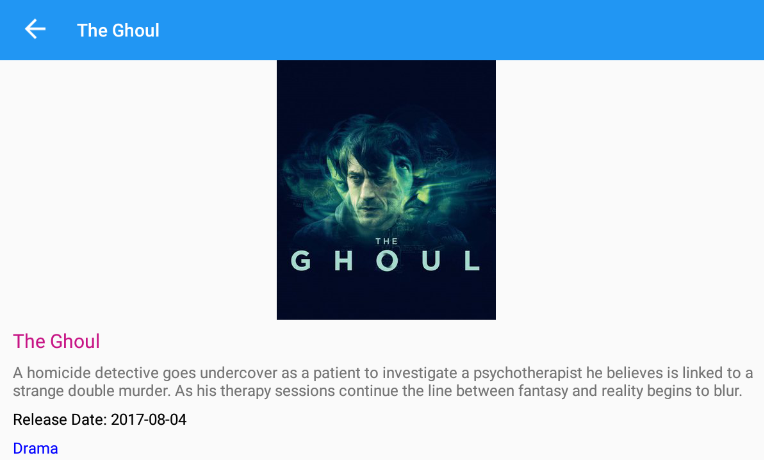 The Ghoul
THE
GHOUL
The Ghoul
A homicide detective goes undercover as a patient to investigate a psychotherapist he believes is linked to a
strange double murder. As his therapy sessions continue the line between fantasy and reality begins to blur.
Release Date: 2017-08-04
Drama